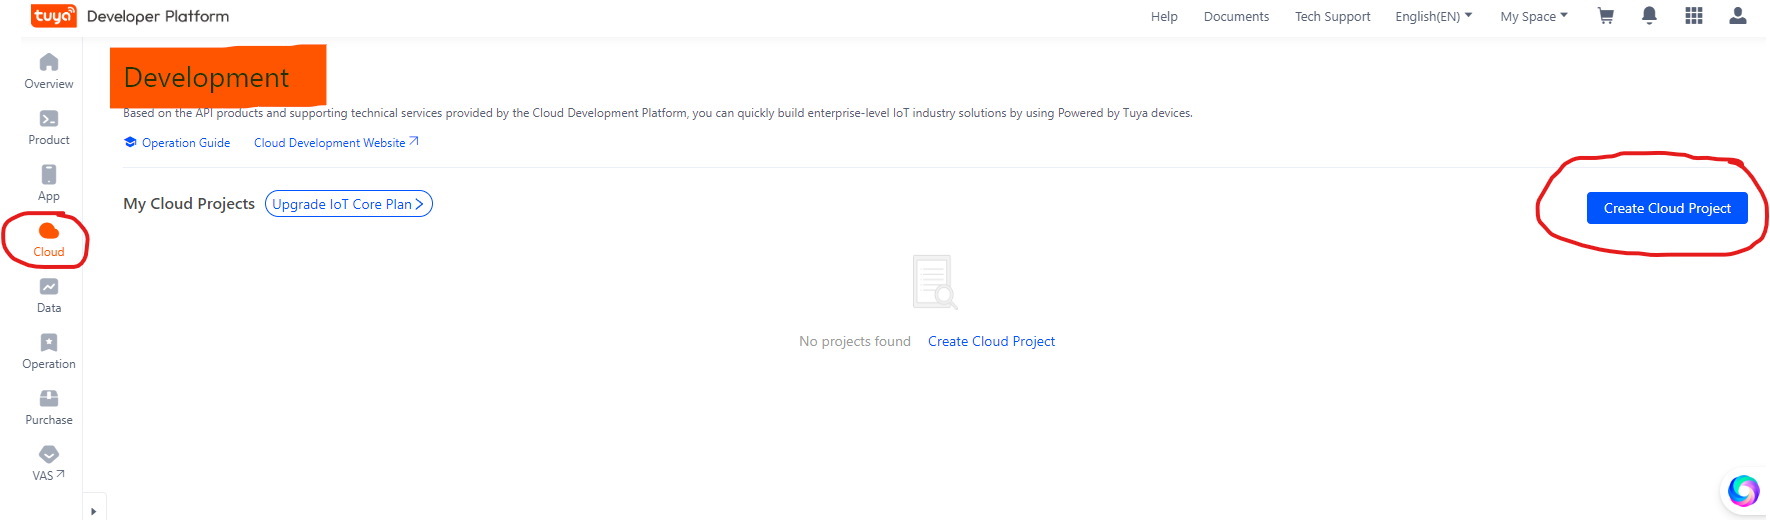 tuya Developer Platform Help Documents Tech Support English(EN) My Space
Overview
Product
App
Cloud
Data
Operation
Purchase
VAS
Development
Based on the API products and supporting technical services provided by the Cloud Development Platform, you can quickly build enterprise-level IoT industry solutions by using Powered by Tuya devices.
Operation Guide Cloud Development Website
My Cloud Projects Upgrade IoT Core Plan > Create Cloud Project
No projects found Create Cloud Project